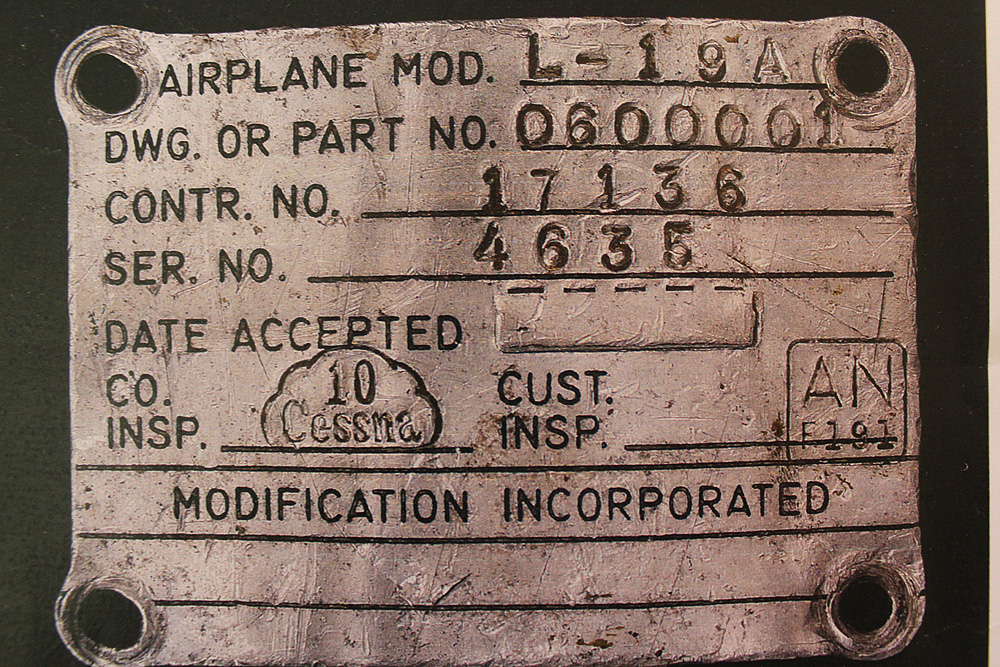 AIRPLANE MOD. L-19A
DWG. OR PART NO. 0600001
CONTR. NO. 17136
SER. NO. 4635
DATE ACCEPTED
CO. INSP. 10 Cessna
CUST. INSP. AN F191
MODIFICATION INCORPORATED